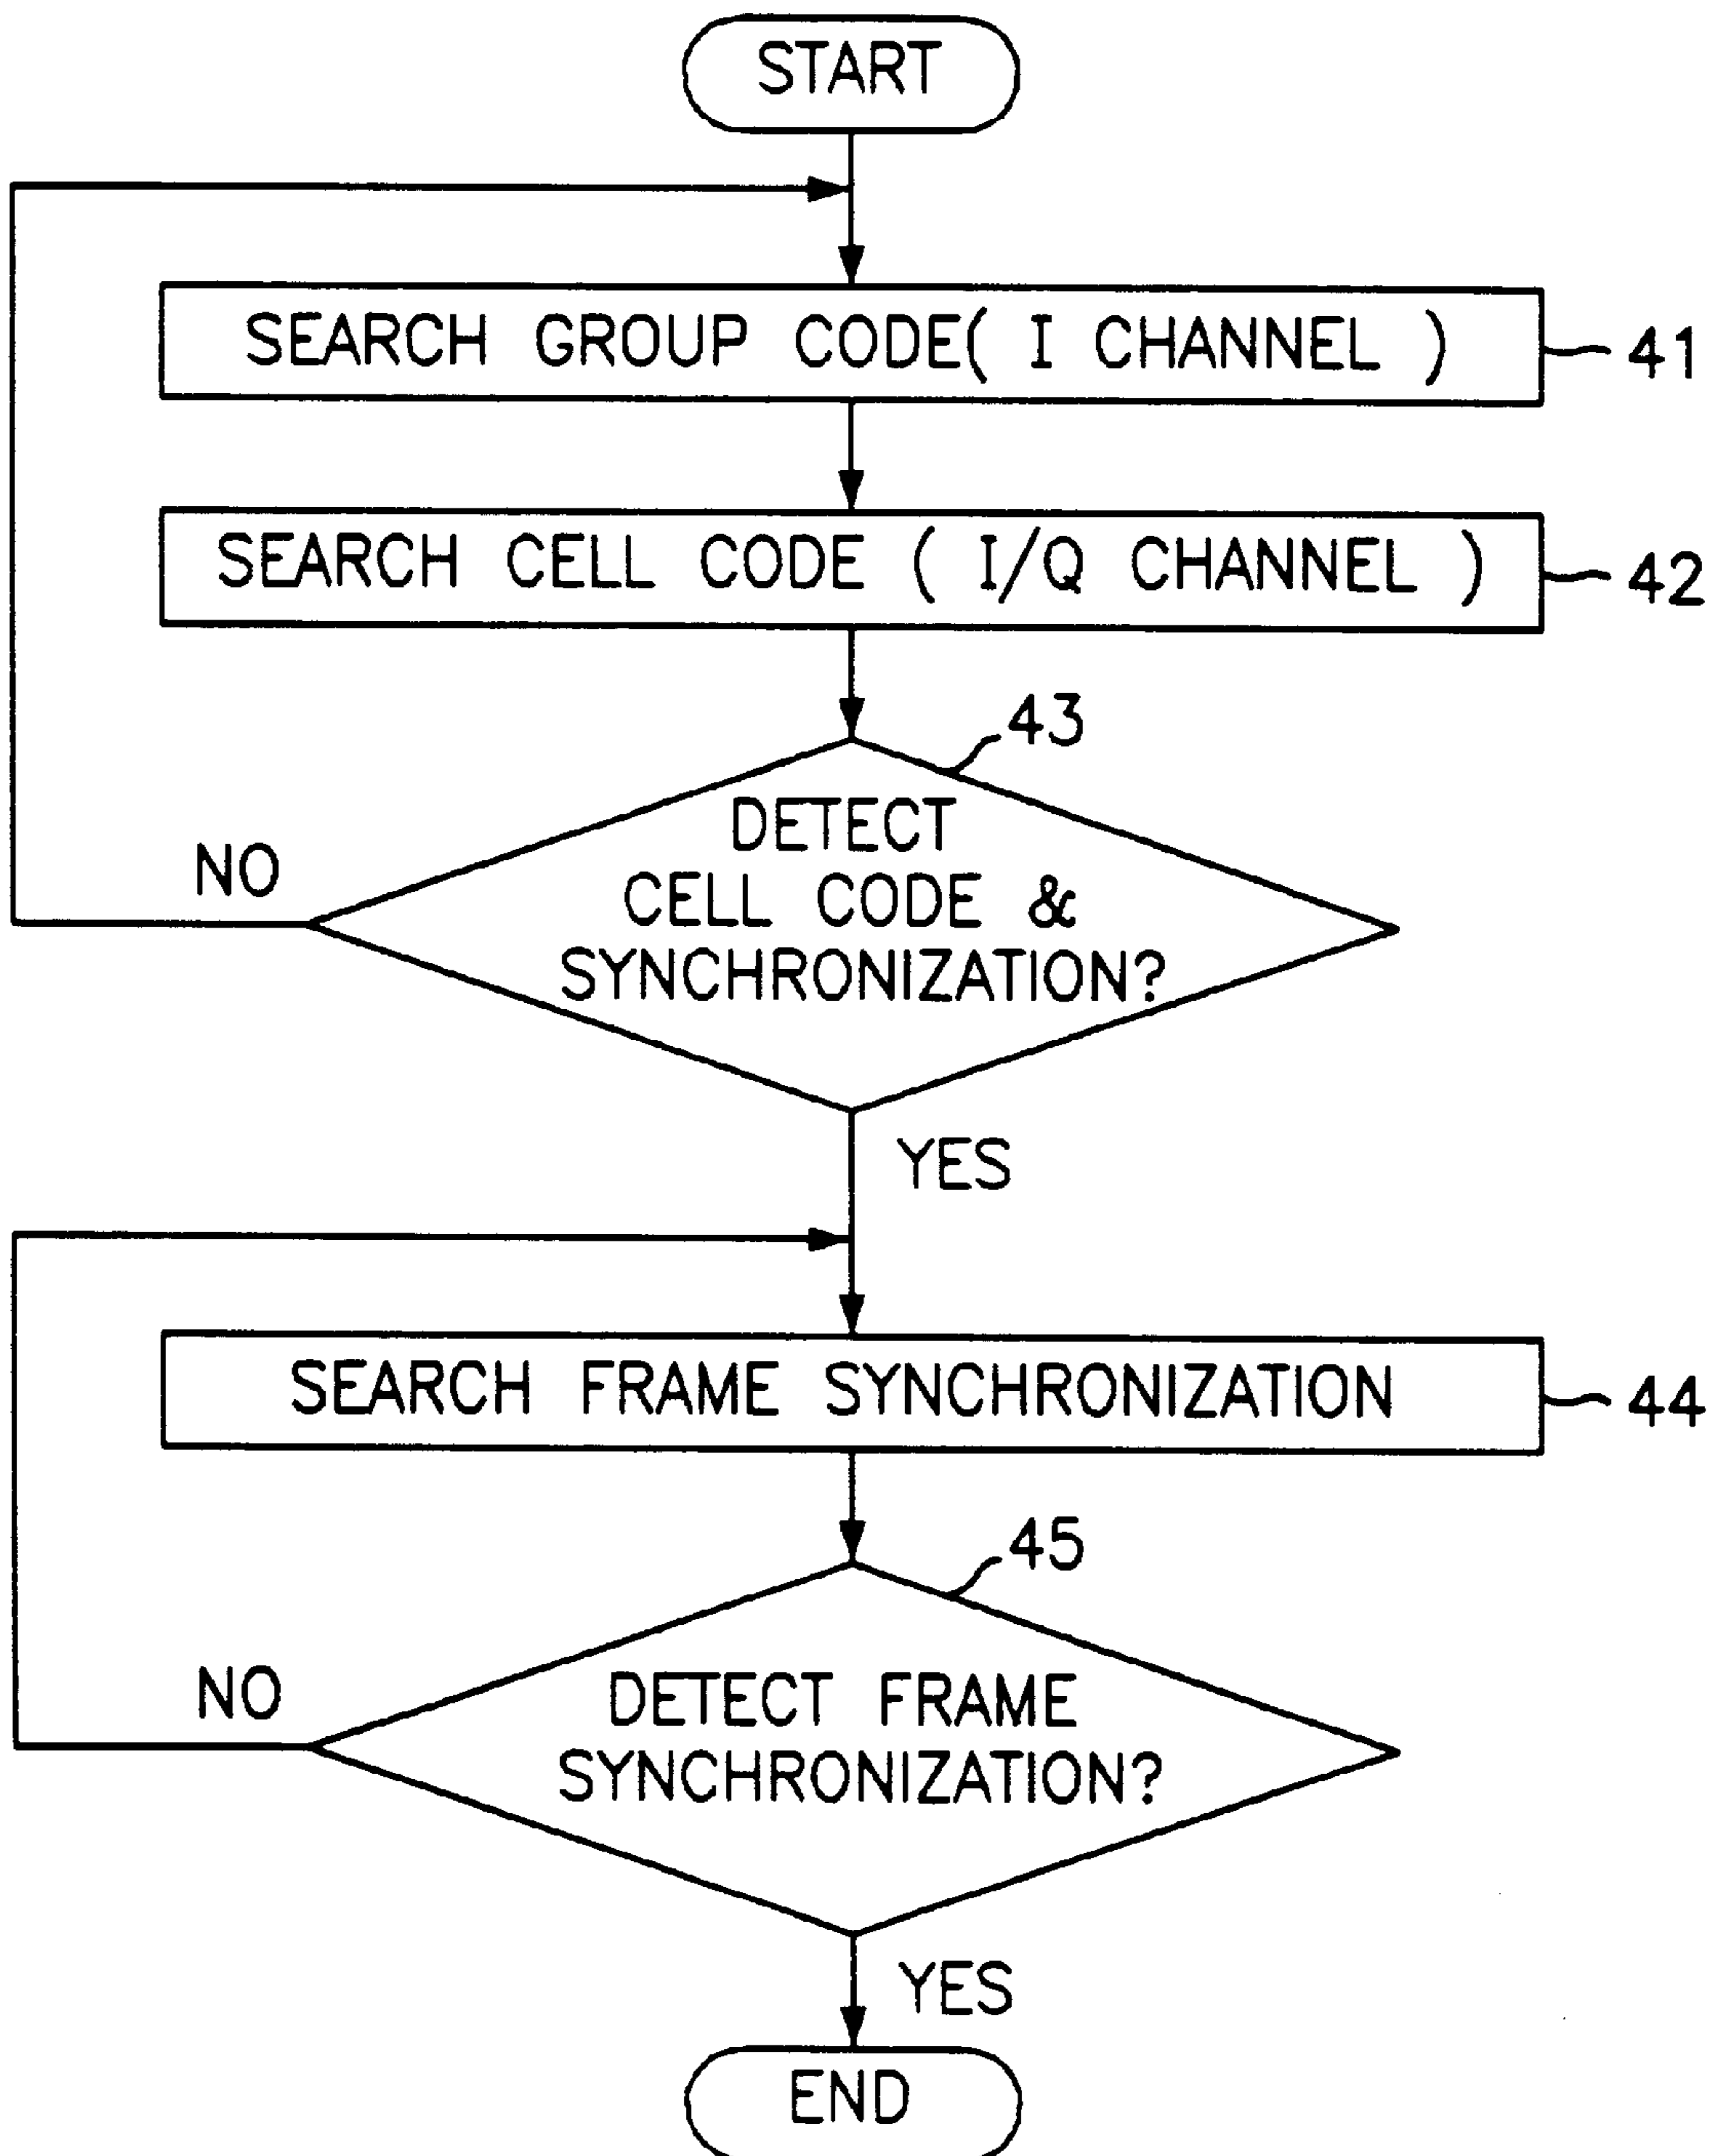 START
SEARCH GROUP CODE( I CHANNEL )
41
SEARCH CELL CODE ( I/Q CHANNEL )
42
43
DETECT
CELL CODE &
SYNCHRONIZATION?
NO
YES
SEARCH FRAME SYNCHRONIZATION
44
45
DETECT FRAME
SYNCHRONIZATION?
NO
YES
END